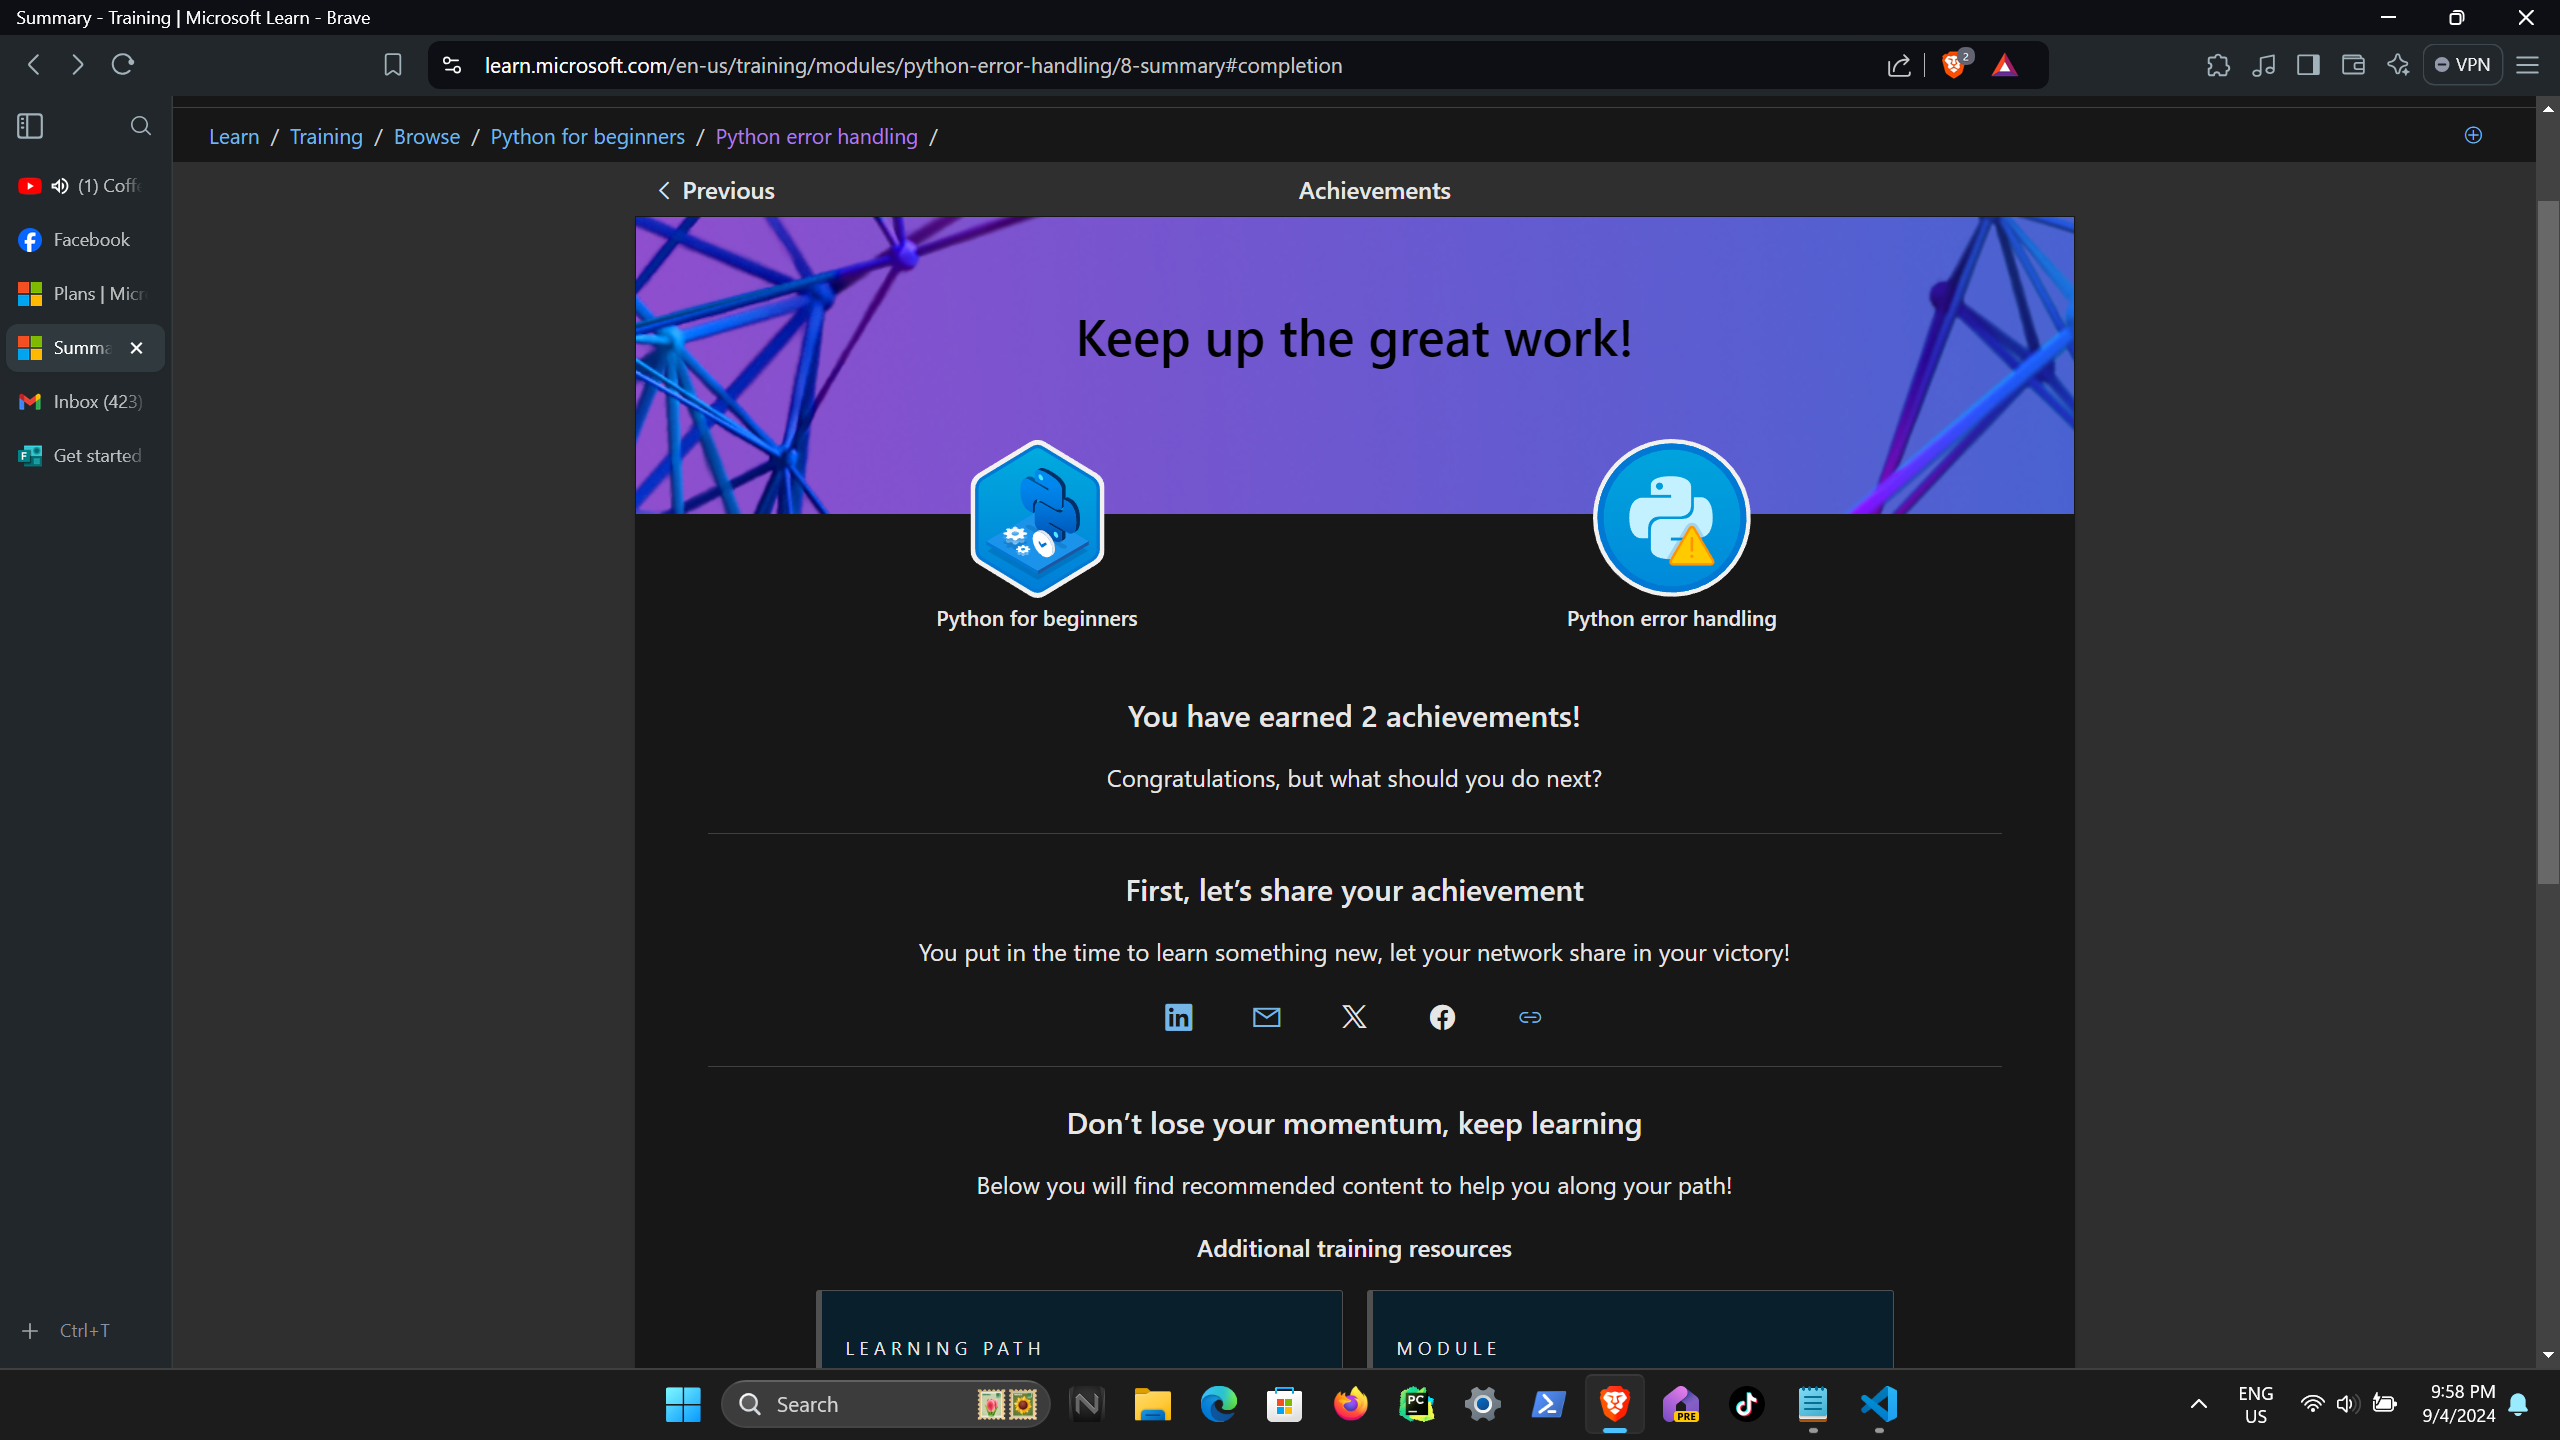 Summary - Training | Microsoft Learn - Brave
learn.microsoft.com/en-us/training/modules/python-error-handling/8-summary#completion
2
VPN
(1) Coff
Facebook
Plans | Micr
Summa
Inbox (423)
Get started
Ctrl+T
Learn / Training / Browse / Python for beginners / Python error handling /
Previous
Achievements
Keep up the great work!
Python for beginners
Python error handling
You have earned 2 achievements!
Congratulations, but what should you do next?
First, let’s share your achievement
You put in the time to learn something new, let your network share in your victory!
Don’t lose your momentum, keep learning
Below you will find recommended content to help you along your path!
Additional training resources
LEARNING PATH
MODULE
Search
PC
PRE
ENG
US
9:58 PM
9/4/2024